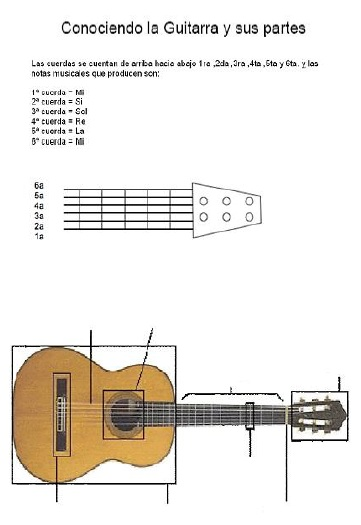 Conociendo la Guitarra y sus partes
Las cuerdas se cuentan de arriba hacia abajo 1ra ,2da ,3ra ,4ta ,5ta y 6ta. y las
notas musicales que producen son:
1ª cuerda = Mi
2ª cuerda = Si
3ª cuerda = Sol
4ª cuerda = Re
5ª cuerda = La
6ª cuerda = Mi
6a
5a
4a
3a
2a
1a